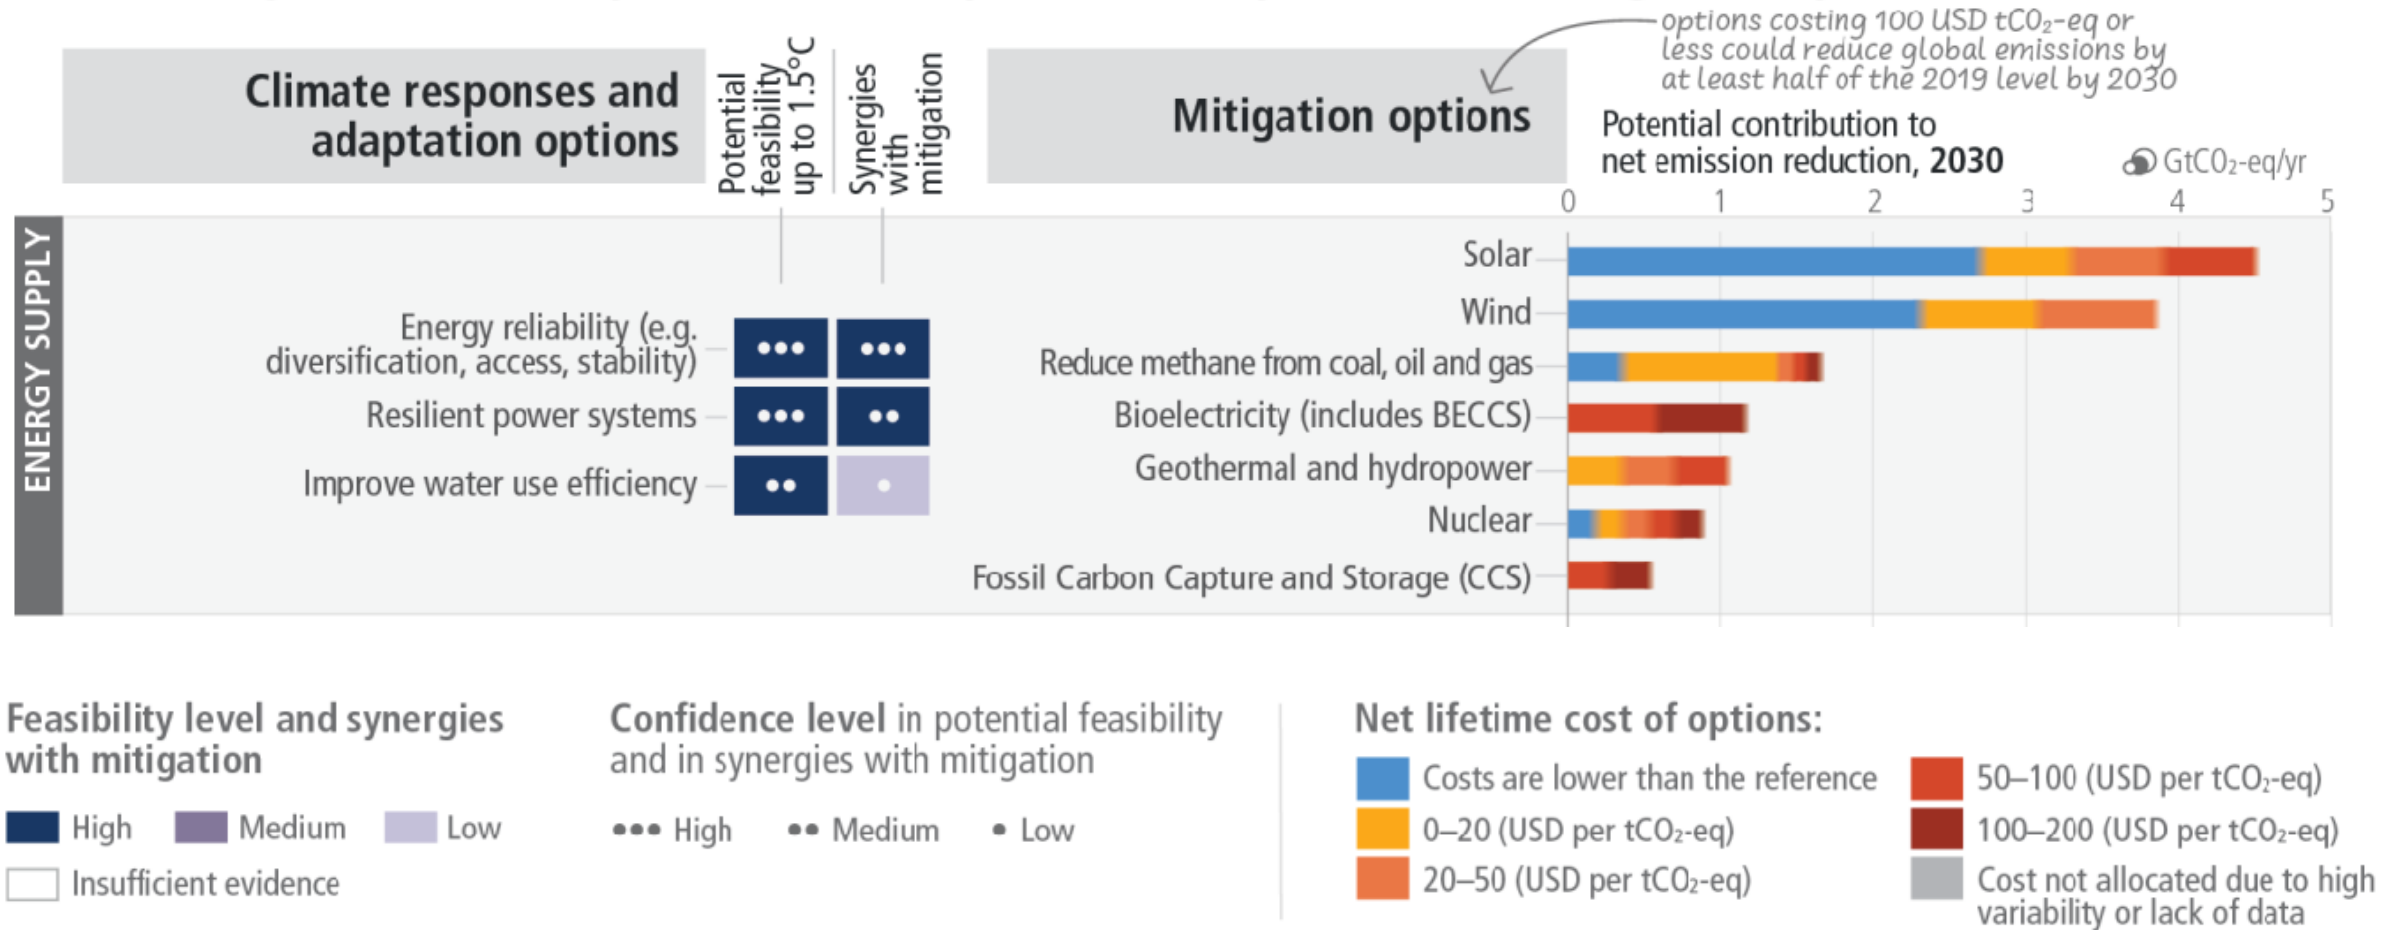 options costing 100 USD tCO₂-eq or
less could reduce global emissions by
at least half of the 2019 level by 2030
Climate responses and
adaptation options
Potential
feasibility
up to 1.5°C
Synergies
with
mitigation
Mitigation options
Potential contribution to
net emission reduction, 2030
GtCO₂-eq/yr
0 1 2 3 4 5
ENERGY SUPPLY
Energy reliability (e.g.
diversification, access, stability)
Resilient power systems
Improve water use efficiency
Solar
Wind
Reduce methane from coal, oil and gas
Bioelectricity (includes BECCS)
Geothermal and hydropower
Nuclear
Fossil Carbon Capture and Storage (CCS)
Feasibility level and synergies
with mitigation
High Medium Low
Insufficient evidence
Confidence level in potential feasibility
and in synergies with mitigation
High Medium Low
Net lifetime cost of options:
Costs are lower than the reference
0–20 (USD per tCO₂-eq)
20–50 (USD per tCO₂-eq)
50–100 (USD per tCO₂-eq)
100–200 (USD per tCO₂-eq)
Cost not allocated due to high
variability or lack of data